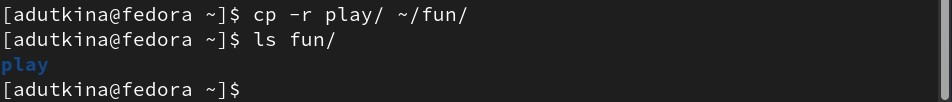 [adutkina@fedora ~]$ cp -r play/ ~/fun/
[adutkina@fedora ~]$ ls fun/
play
[adutkina@fedora ~]$